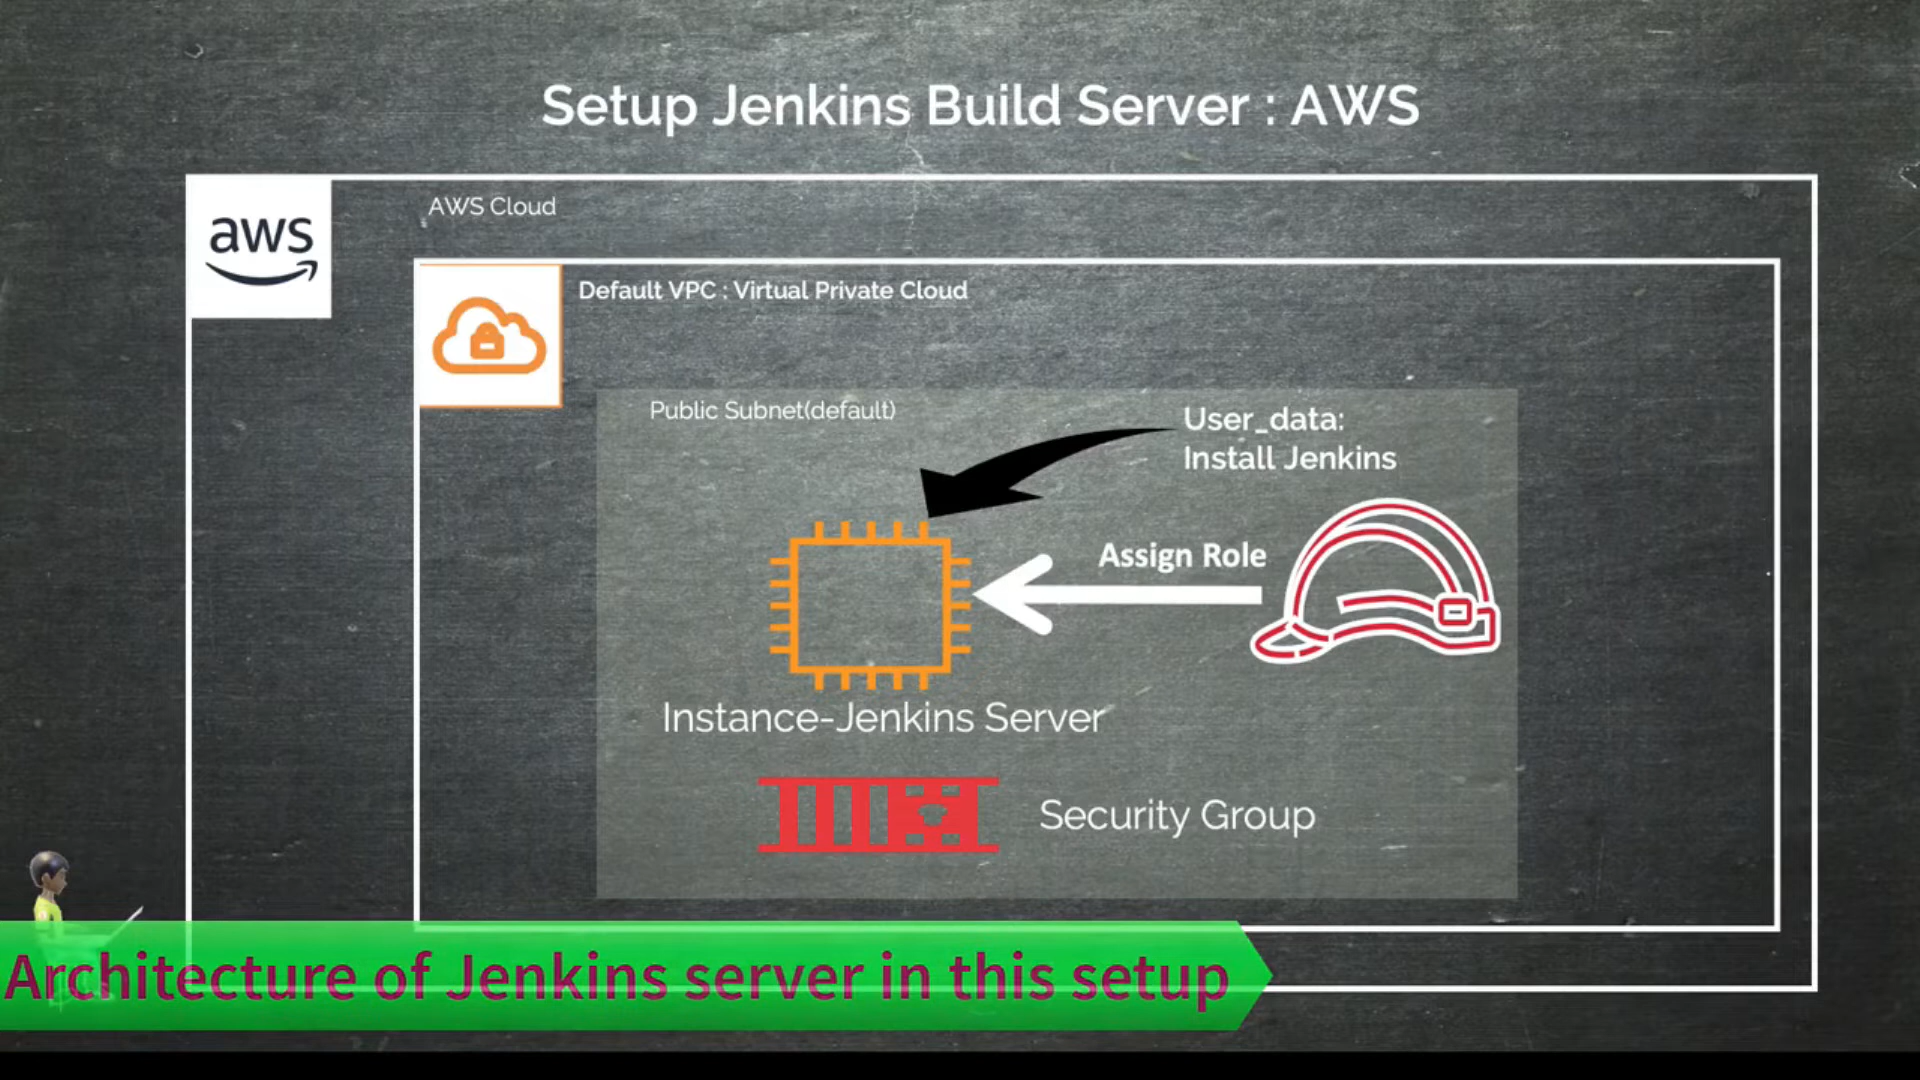 Setup Jenkins Build Server : AWS
aws
AWS Cloud
Default VPC : Virtual Private Cloud
Public Subnet(default)
User_data:
Install Jenkins
Assign Role
Instance-Jenkins Server
Security Group
Architecture of Jenkins server in this setup